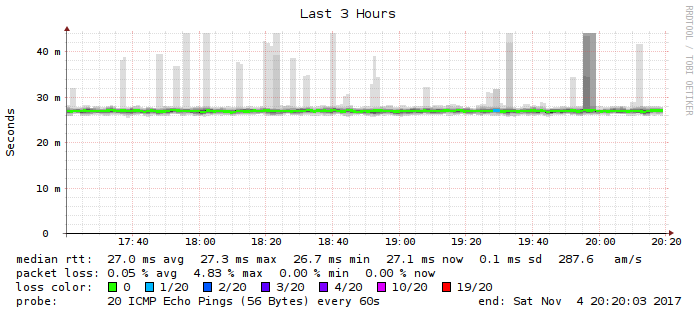 Last 3 Hours
RRDTOOL / TOBI OETIKER
Seconds
40 m
30 m
20 m
10 m
0
17:40 18:00 18:20 18:40 19:00 19:20 19:40 20:00 20:20
median rtt: 27.0 ms avg 27.3 ms max 26.7 ms min 27.1 ms now 0.1 ms sd 287.6 am/s
packet loss: 0.05 % avg 4.83 % max 0.00 % min 0.00 % now
loss color: 0 1/20 2/20 3/20 4/20 10/20 19/20
probe: 20 ICMP Echo Pings (56 Bytes) every 60s end: Sat Nov 4 20:20:03 2017